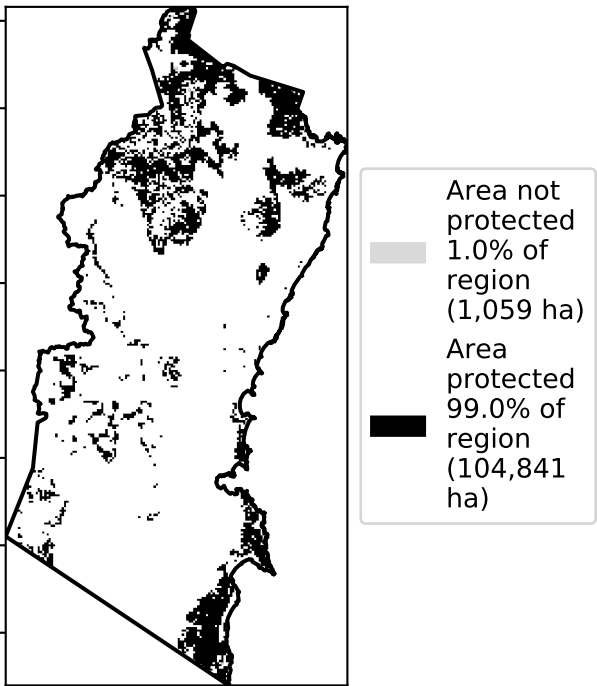 Area not
protected
1.0% of
region
(1,059 ha)
Area
protected
99.0% of
region
(104,841
ha)